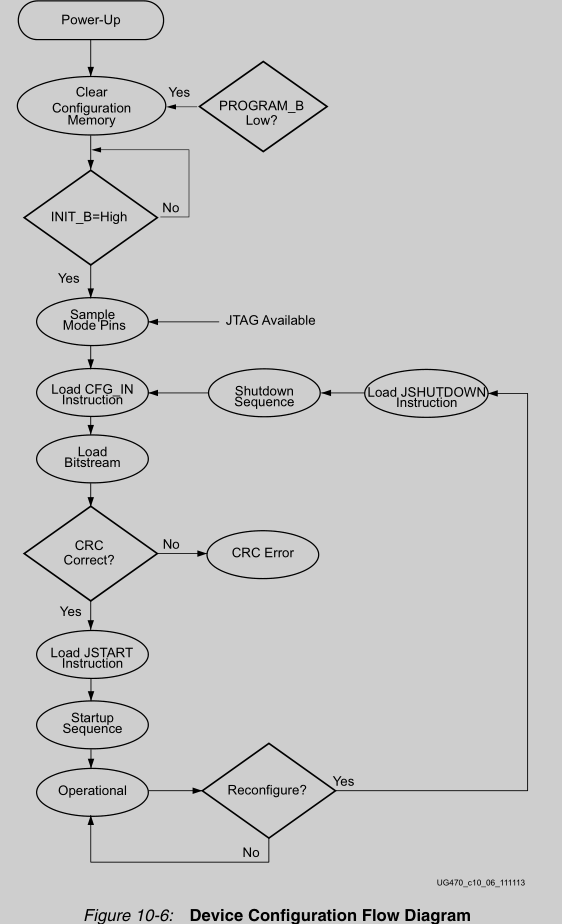 Power-Up
Clear
Configuration
Memory
Yes
PROGRAM_B
Low?
INIT_B=High
No
Yes
Sample
Mode Pins
JTAG Available
Load CFG_IN
Instruction
Shutdown
Sequence
Load JSHUTDOWN
Instruction
Load
Bitstream
CRC
Correct?
No
CRC Error
Yes
Load JSTART
Instruction
Startup
Sequence
Operational
Reconfigure?
Yes
No
UG470_c10_06_111113
Figure 10-6: Device Configuration Flow Diagram